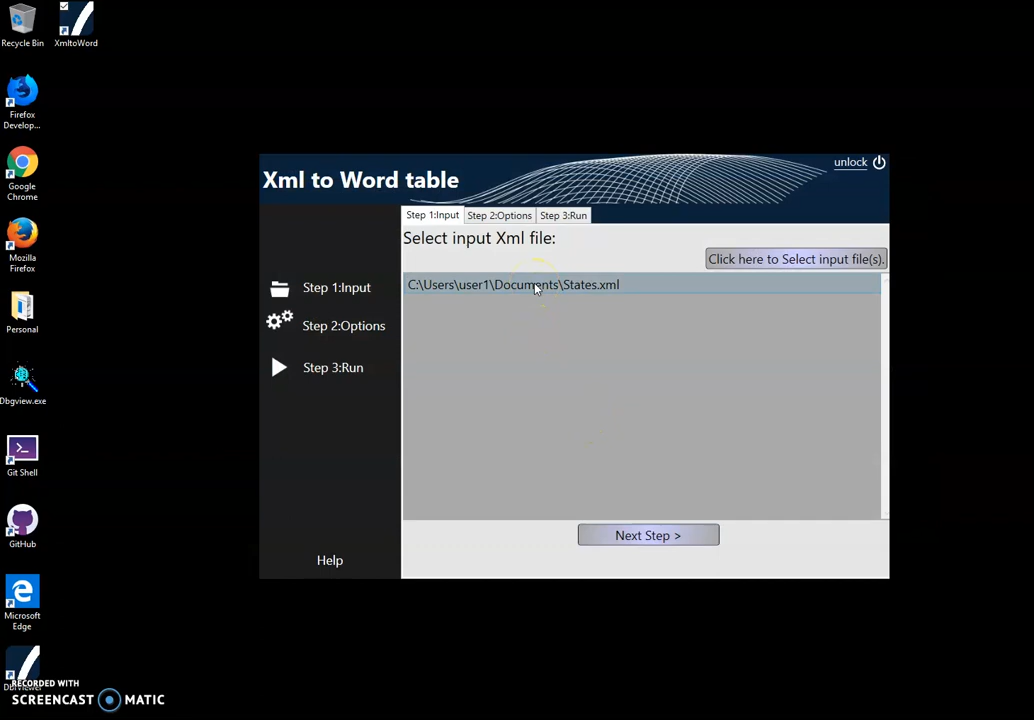 Recycle Bin
XmltoWord
Firefox
Develop...
Google
Chrome
Mozilla
Firefox
Personal
Dbgview.exe
Git Shell
GitHub
Microsoft
Edge
RECORDED WITH
SCREENCAST MATIC
Xml to Word table
unlock
Step 1:Input
Step 2:Options
Step 3:Run
Help
Step 1:Input Step 2:Options Step 3:Run
Select input Xml file:
Click here to Select input file(s).
C:\Users\user1\Documents\States.xml
Next Step >